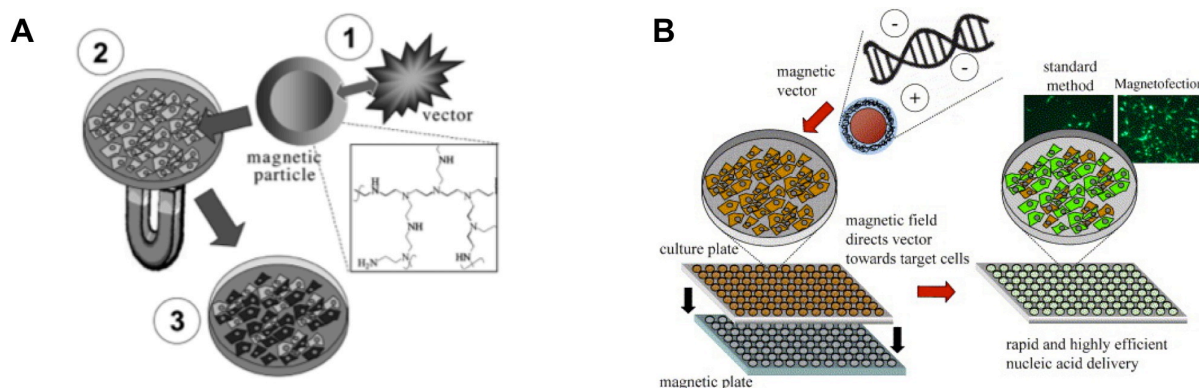 A
1
2
vector
magnetic
particle
NH
H
N
N
N
N
NH
N
H₂N
N
HN
3
B
-
-
+
magnetic
vector
standard
method
Magnetofection
culture plate
magnetic field
directs vector
towards target cells
magnetic plate
rapid and highly efficient
nucleic acid delivery